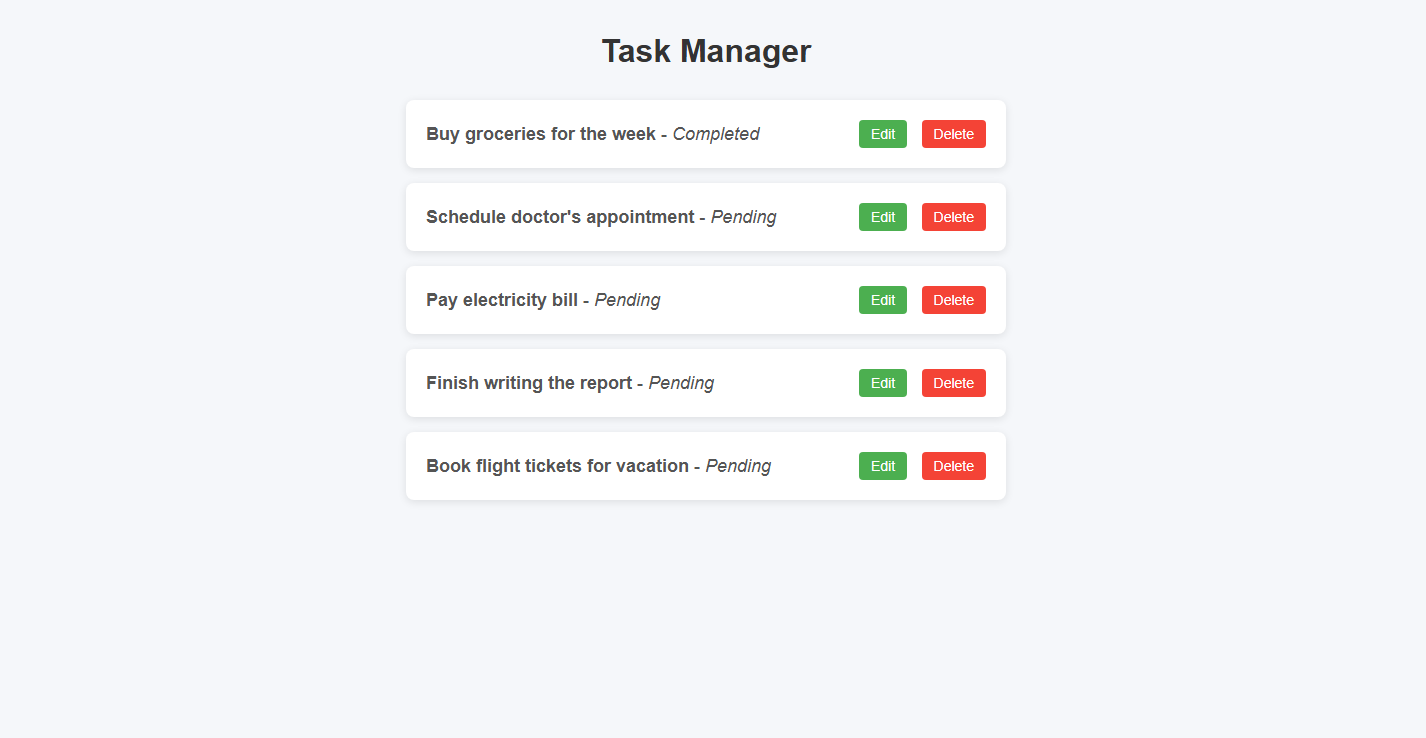 Task Manager
Buy groceries for the week - Completed Edit Delete
Schedule doctor's appointment - Pending Edit Delete
Pay electricity bill - Pending Edit Delete
Finish writing the report - Pending Edit Delete
Book flight tickets for vacation - Pending Edit Delete